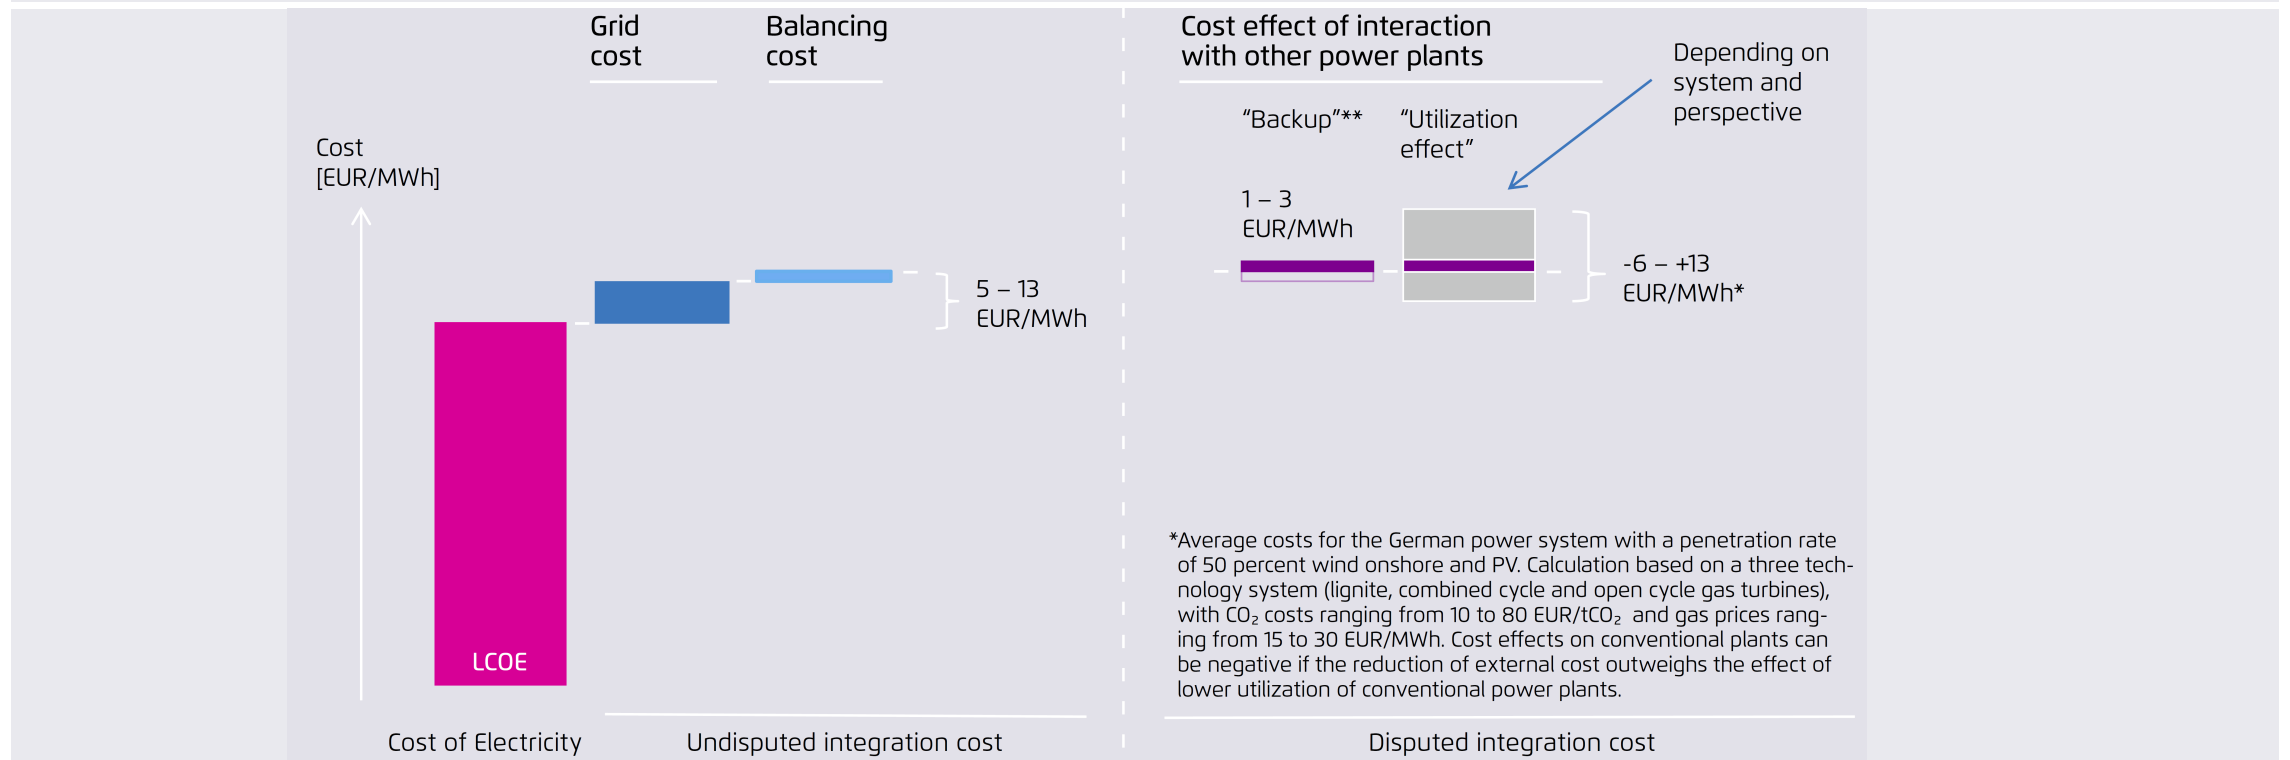 Grid
cost
Balancing
cost
Cost effect of interaction
with other power plants
Depending on
system and
perspective
“Backup”**
“Utilization
effect”
Cost
[EUR/MWh]
1 – 3
EUR/MWh
-6 – +13
EUR/MWh*
5 – 13
EUR/MWh
LCOE
*Average costs for the German power system with a penetration rate
of 50 percent wind onshore and PV. Calculation based on a three tech-
nology system (lignite, combined cycle and open cycle gas turbines),
with CO₂ costs ranging from 10 to 80 EUR/tCO₂ and gas prices rang-
ing from 15 to 30 EUR/MWh. Cost effects on conventional plants can
be negative if the reduction of external cost outweighs the effect of
lower utilization of conventional power plants.
Cost of Electricity
Undisputed integration cost
Disputed integration cost